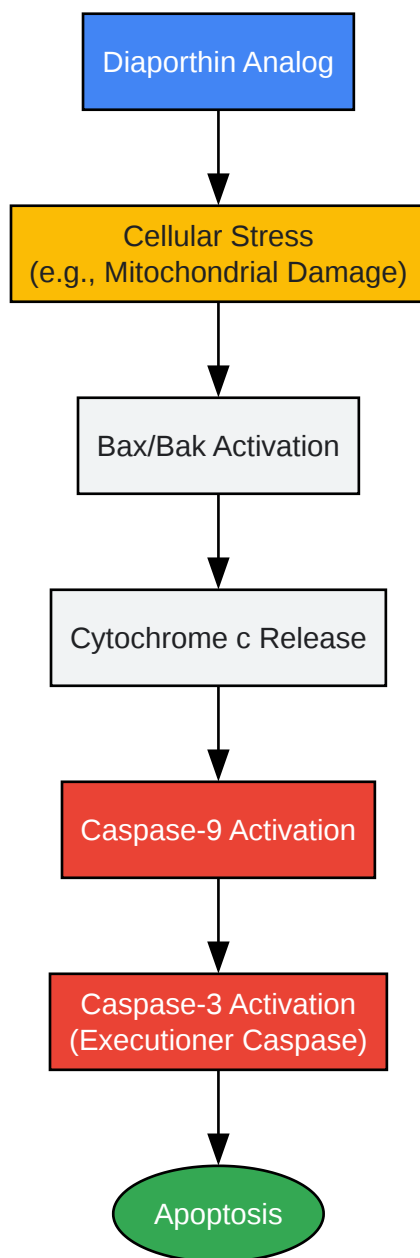 Diaporthin Analog
Cellular Stress
(e.g., Mitochondrial Damage)
Bax/Bak Activation
Cytochrome c Release
Caspase-9 Activation
Caspase-3 Activation
(Executioner Caspase)
Apoptosis